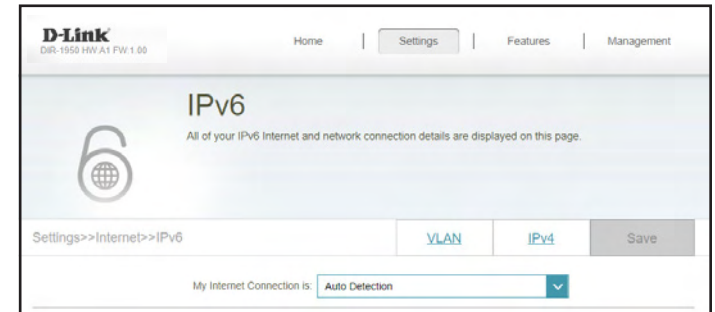 D-Link
DIR-1950 HW:A1 FW:1.00
Home | Settings | Features | Management
IPv6
All of your IPv6 Internet and network connection details are displayed on this page.
Settings>>Internet>>IPv6 VLAN IPv4 Save
My Internet Connection is: Auto Detection